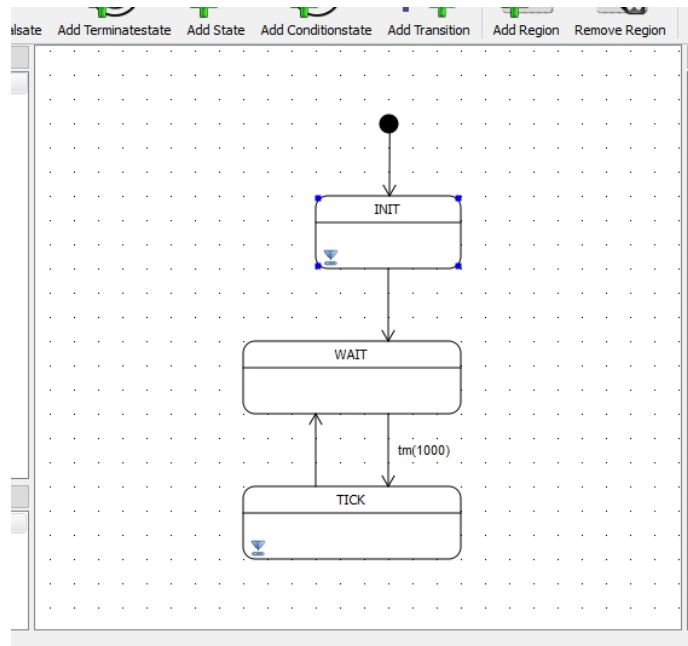 alsate Add Terminatestate Add State Add Conditionstate Add Transition Add Region Remove Region
INIT
WAIT
tm(1000)
TICK